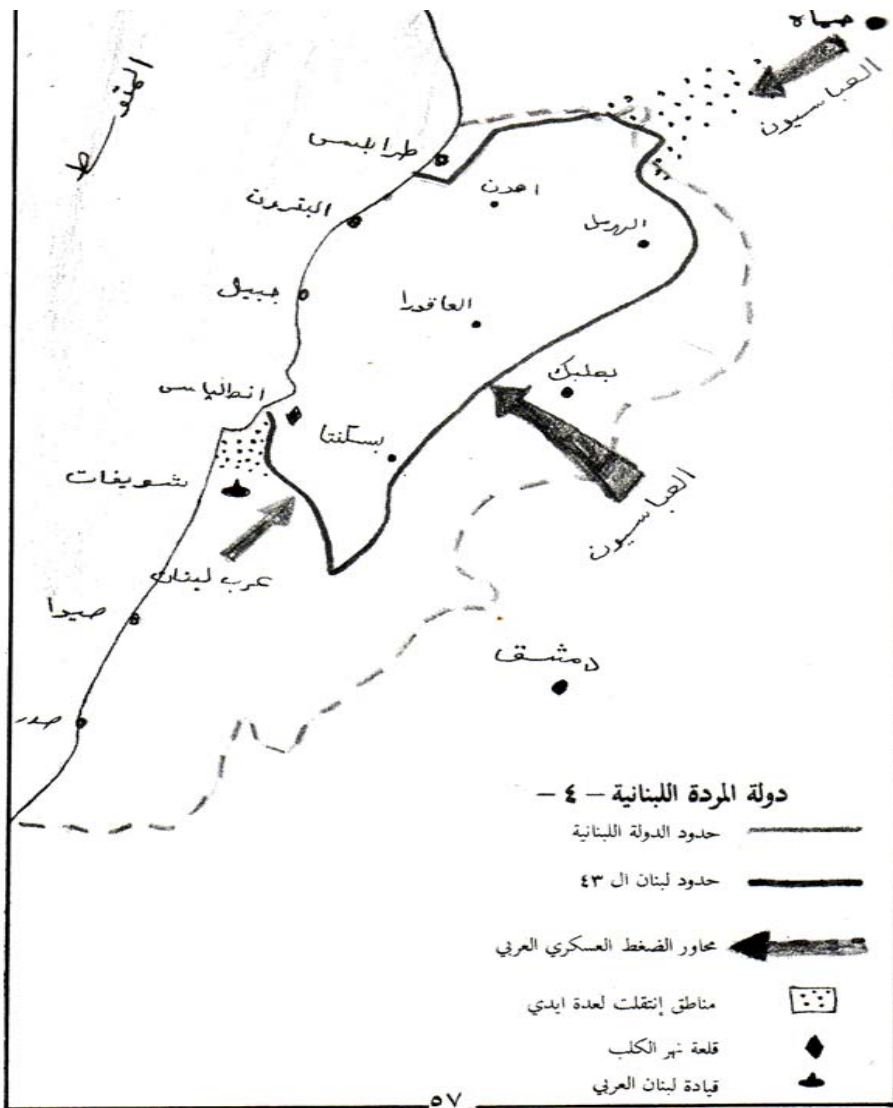 حماه
العباسيون
المتوسط
طرابلس
اهدن
البترون
الهرمل
جبيل
العاقورا
بعلبك
انطلياس
بسكنتا
شويفات
العباسيون
عرب لبنان
صيدا
دمشق
صور
دولة المردة اللبنانية – ٤ –
حدود الدولة اللبنانية
حدود لبنان ال ٤٣
محاور الضغط العسكري العربي
مناطق إنتقلت لعدة ايدي
قلعة نهر الكلب
قيادة لبنان العربي
٥٧